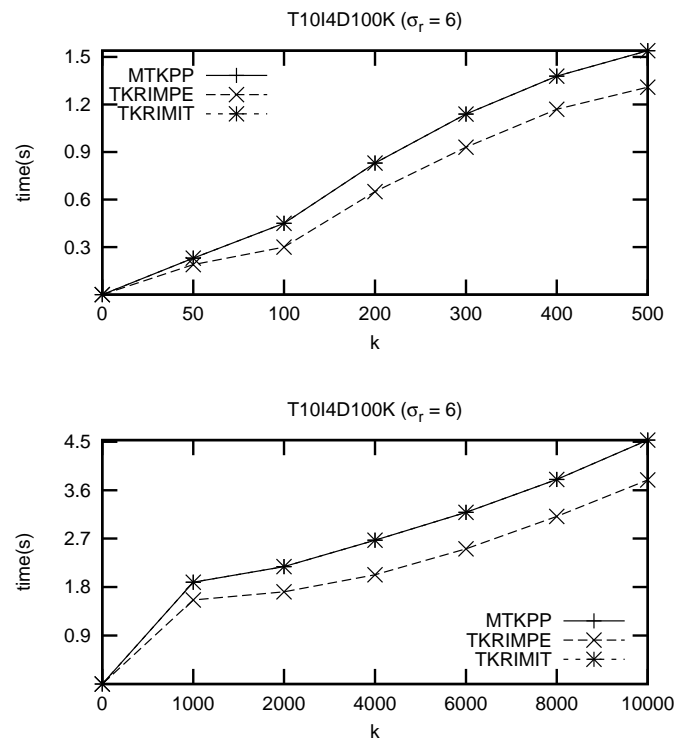 T10I4D100K (σr = 6)
1.5
1.2
0.9
0.6
0.3
time(s)
MTKPP
TKRIMPE
TKRIMIT
0 50 100 200 300 400 500
k
T10I4D100K (σr = 6)
4.5
3.6
2.7
1.8
0.9
time(s)
MTKPP
TKRIMPE
TKRIMIT
0 1000 2000 4000 6000 8000 10000
k